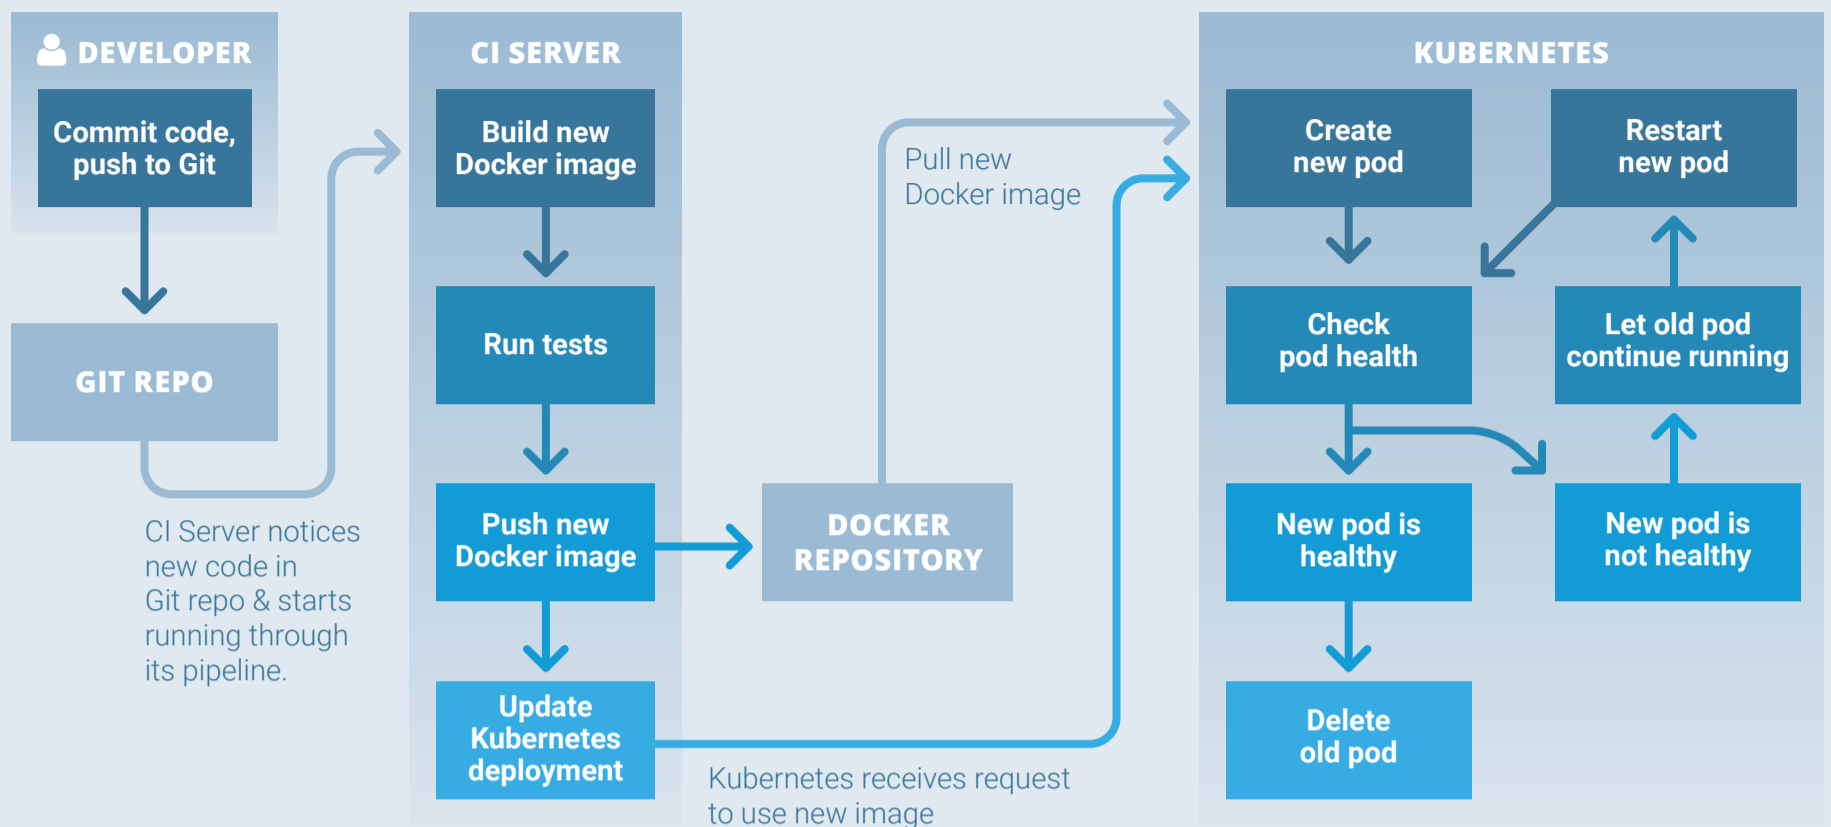 DEVELOPER
Commit code,
push to Git
GIT REPO
CI Server notices
new code in
Git repo & starts
running through
its pipeline.
CI SERVER
Build new
Docker image
Run tests
Push new
Docker image
Update
Kubernetes
deployment
DOCKER
REPOSITORY
Pull new
Docker image
Kubernetes receives request
to use new image
KUBERNETES
Create
new pod
Restart
new pod
Check
pod health
Let old pod
continue running
New pod is
healthy
New pod is
not healthy
Delete
old pod